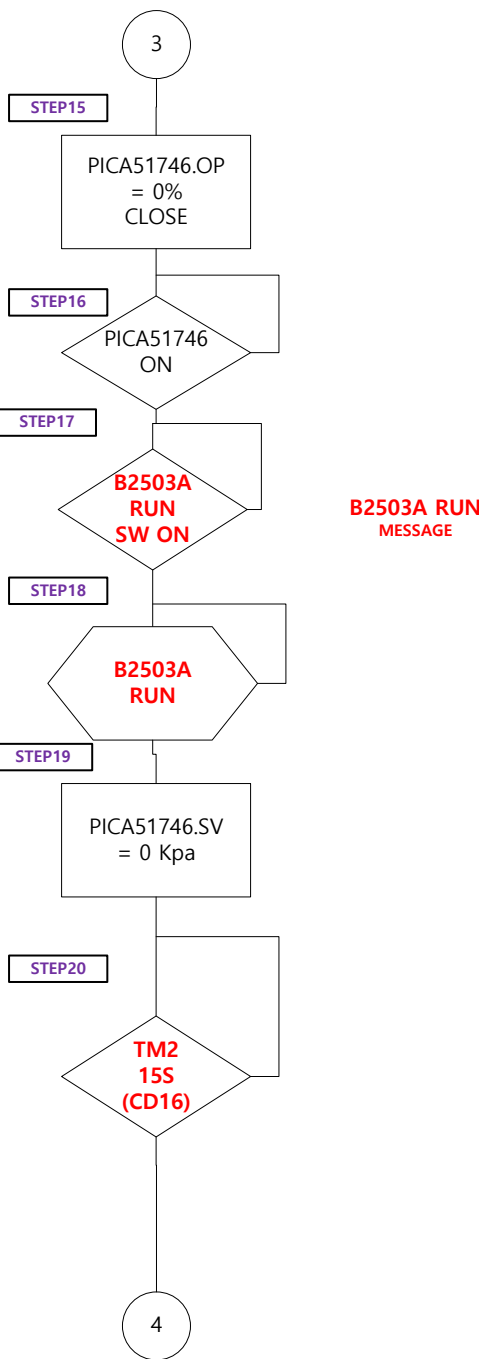 3
STEP15
PICA51746.OP
= 0%
CLOSE
STEP16
PICA51746
ON
STEP17
B2503A
RUN
SW ON
B2503A RUN
MESSAGE
STEP18
B2503A
RUN
STEP19
PICA51746.SV
= 0 Kpa
STEP20
TM2
15S
(CD16)
4